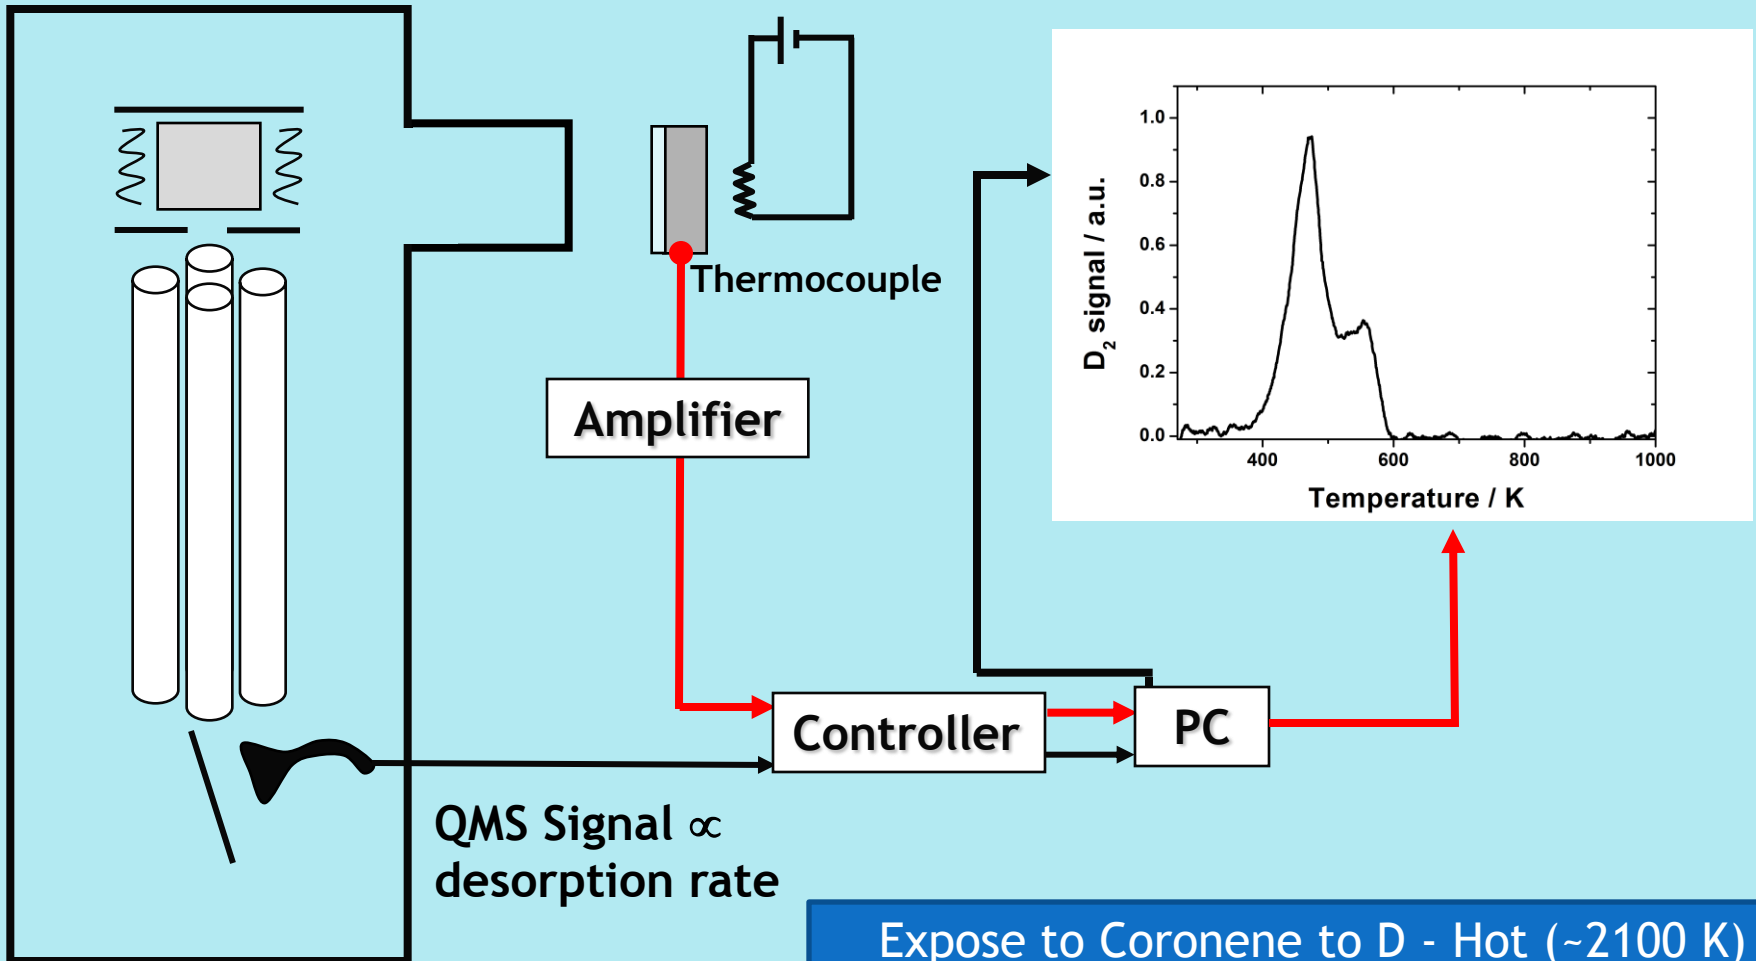 1.0
0.8
0.6
0.4
0.2
0.0
D2 signal / a.u.
400 600 800 1000
Temperature / K
Thermocouple
Amplifier
Controller
PC
QMS Signal ∝
desorption rate
Expose to Coronene to D - Hot (~2100 K)